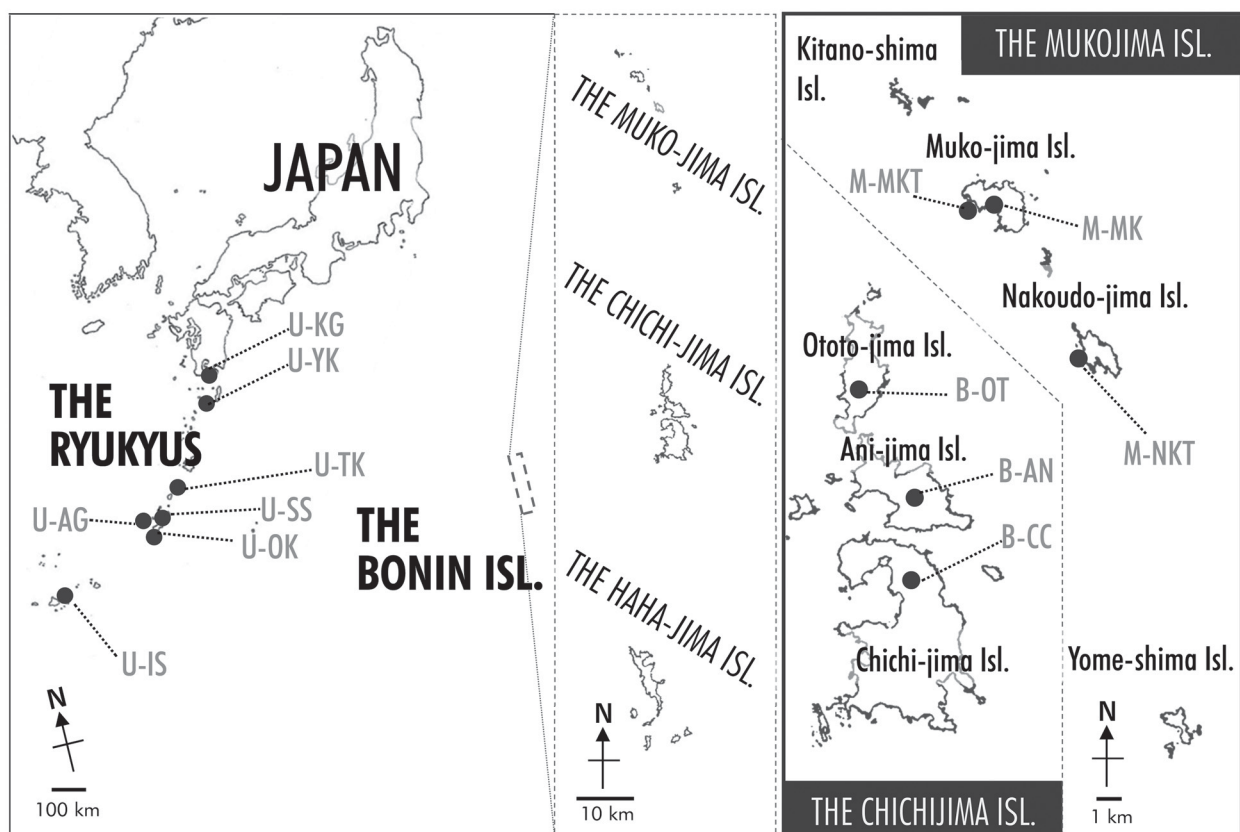 JAPAN
U-KG
U-YK
THE
RYUKYUS
U-TK
U-AG
U-SS
U-OK
THE
BONIN ISL.
U-IS
N
100 km
THE MUKO-JIMA ISL.
THE CHICHI-JIMA ISL.
THE HAHA-JIMA ISL.
N
10 km
THE MUKOJIMA ISL.
Kitano-shima
Isl.
Muko-jima Isl.
M-MKT
M-MK
Nakoudo-jima Isl.
Ototo-jima Isl.
B-OT
M-NKT
Ani-jima Isl.
B-AN
B-CC
Chichi-jima Isl.
Yome-shima Isl.
N
1 km
THE CHICHIJIMA ISL.